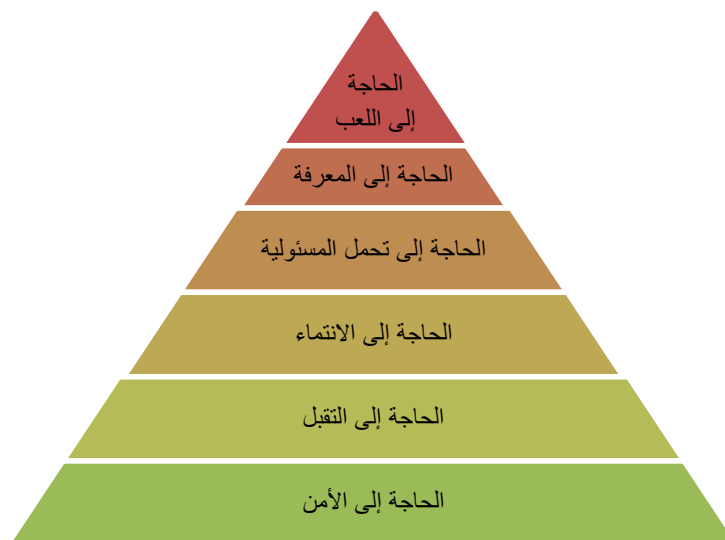 الحاجة
إلى اللعب
الحاجة إلى المعرفة
الحاجة إلى تحمل المسئولية
الحاجة إلى الانتماء
الحاجة إلى التقبل
الحاجة إلى الأمن